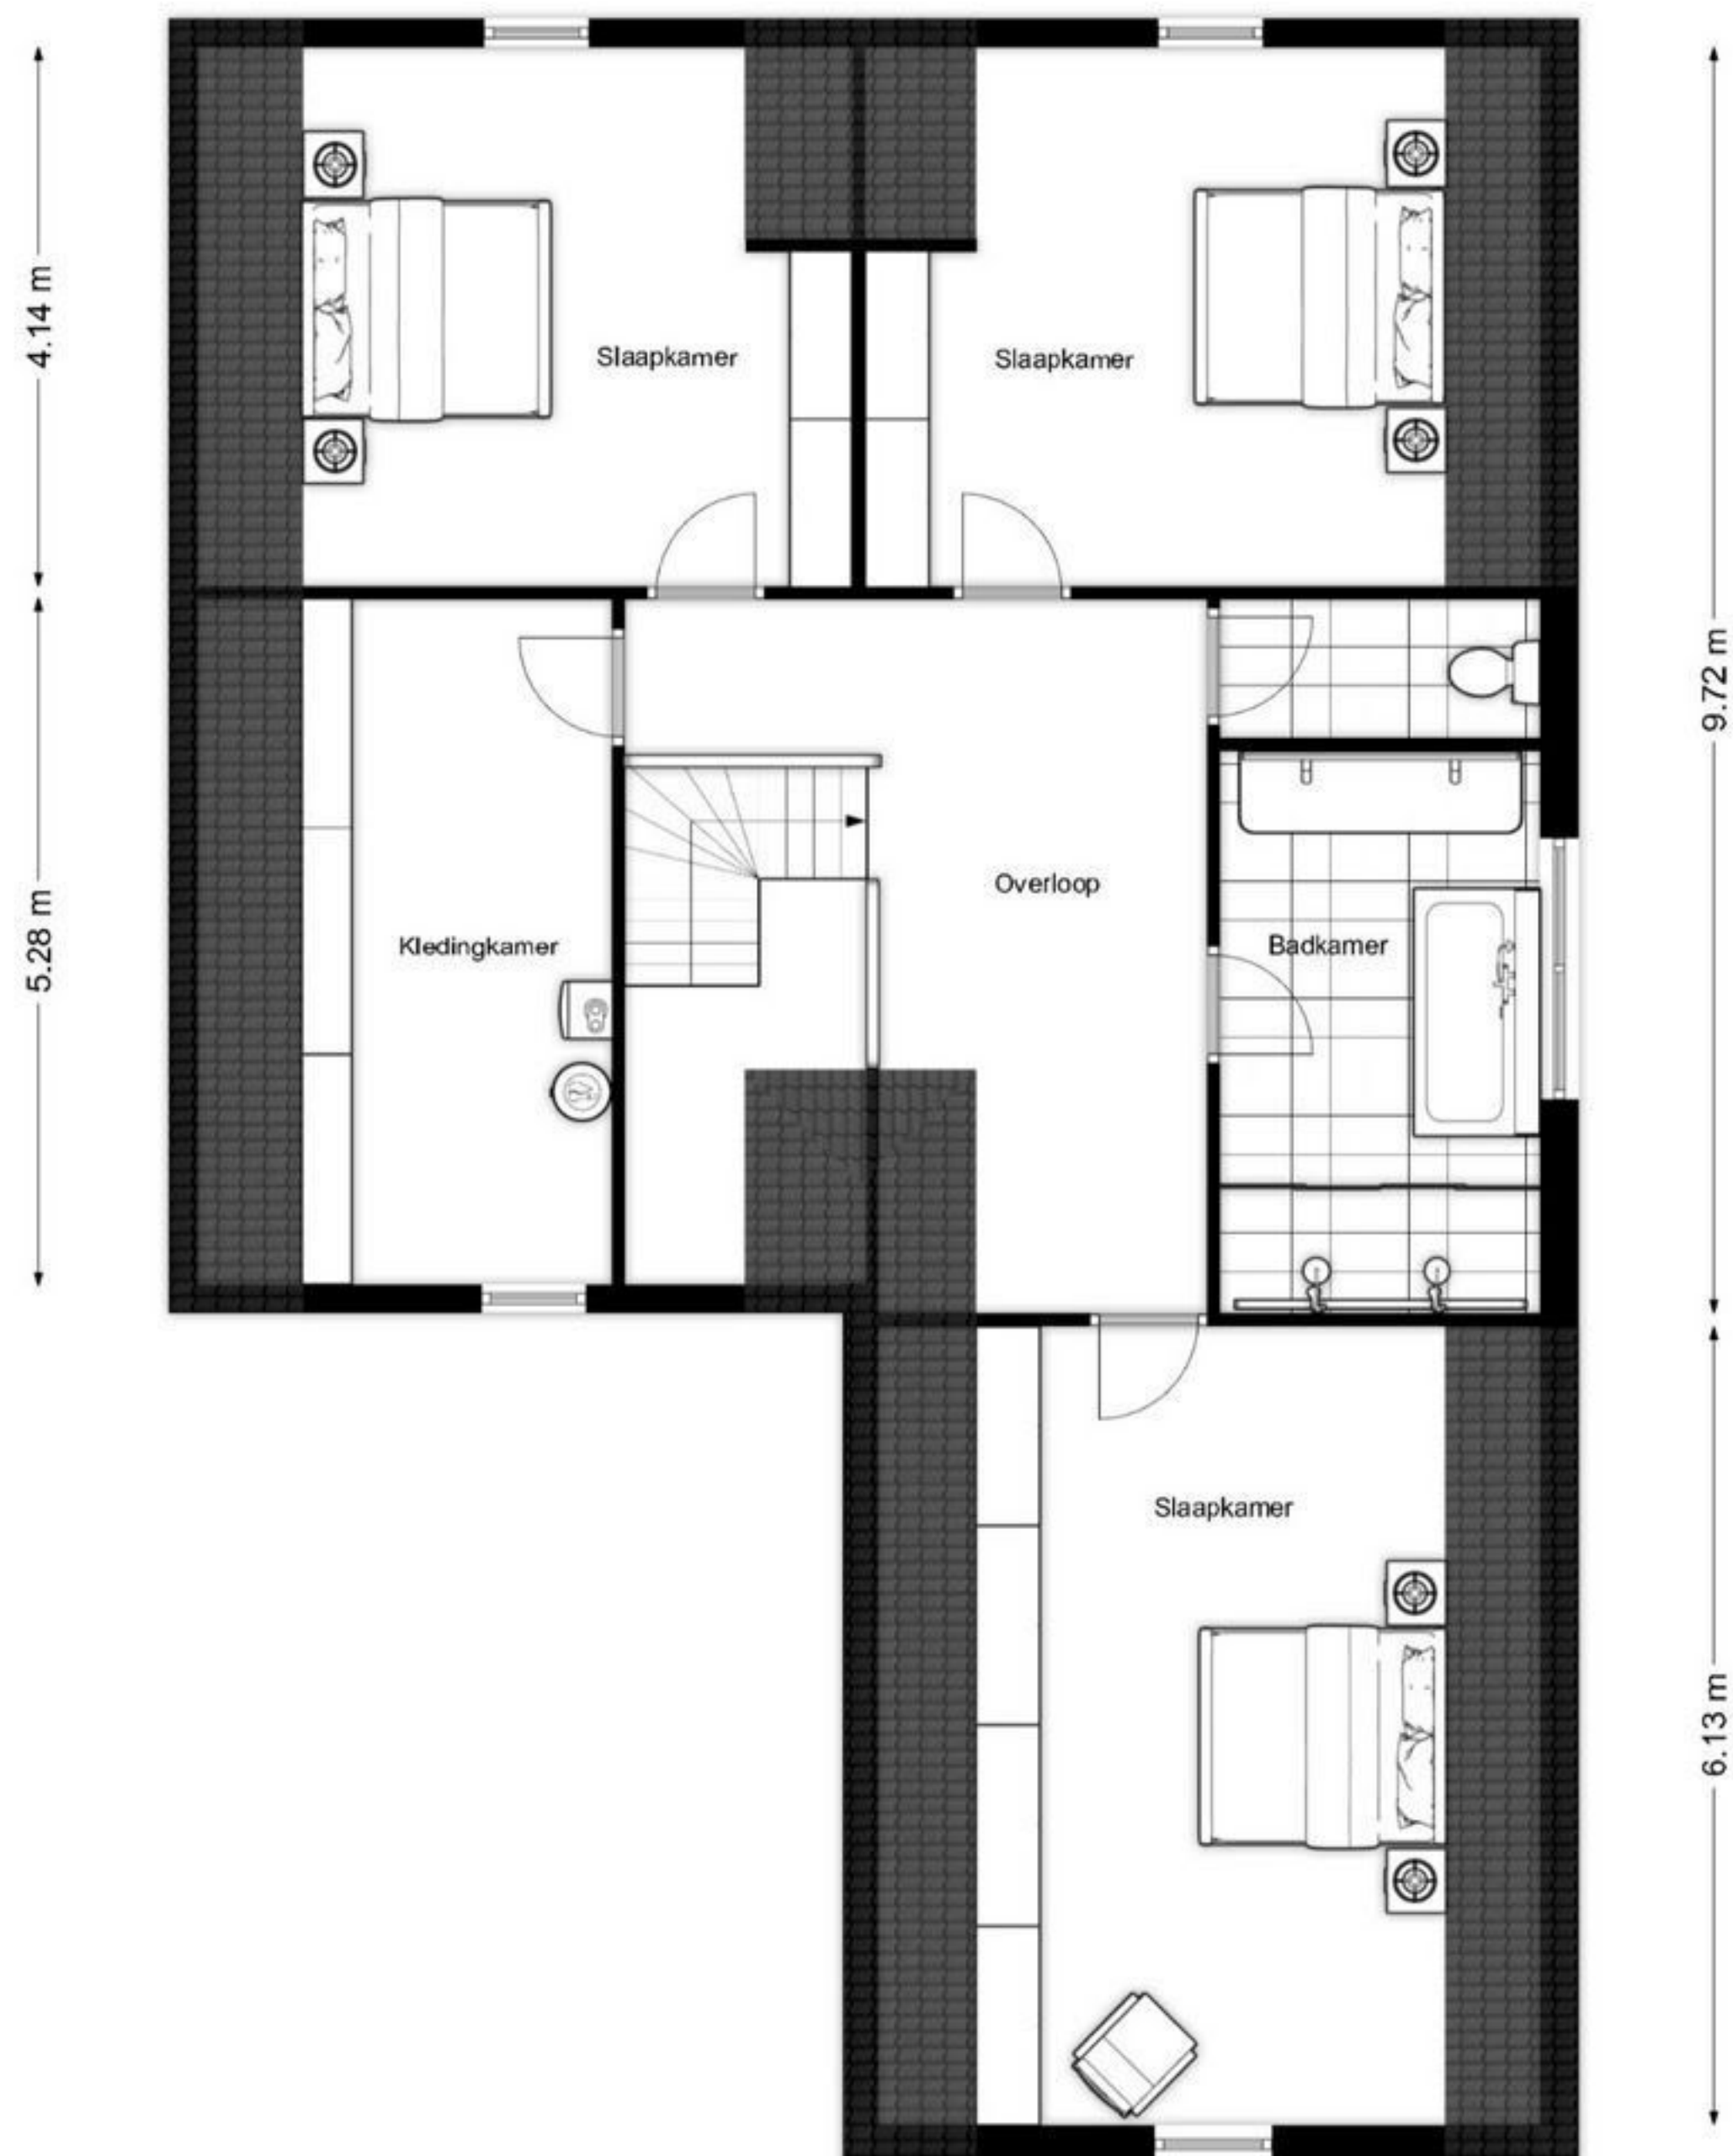 4.14 m
5.28 m
9.72 m
6.13 m
Slaapkamer
Slaapkamer
Overloop
Kledingkamer
Badkamer
Slaapkamer